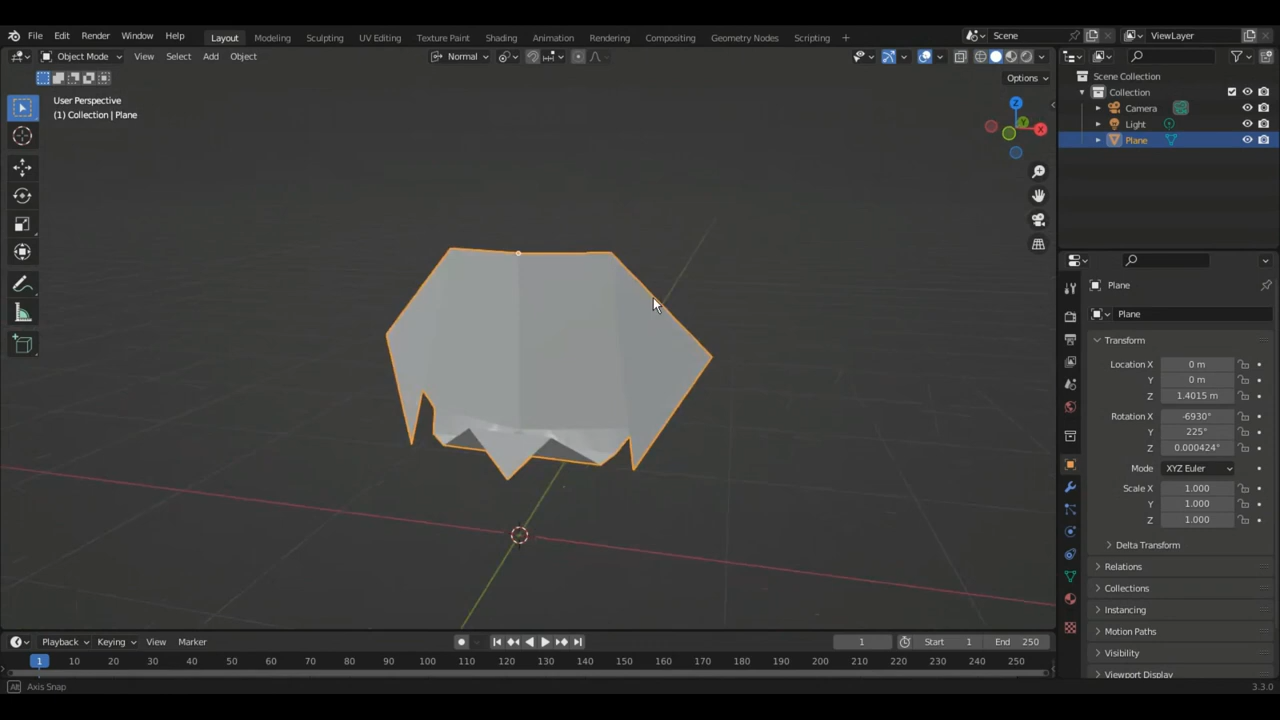 File Edit Render Window Help Layout Modeling Sculpting UV Editing Texture Paint Shading Animation Rendering Compositing Geometry Nodes Scripting + Scene ViewLayer
Object Mode View Select Add Object Normal
Options
User Perspective
(1) Collection | Plane
Z
Y
X
Scene Collection
Collection
Camera
Light
Plane
Plane
Plane
Transform
Location X 0 m
Y 0 m
Z 1.4015 m
Rotation X -6930°
Y 225°
Z 0.000424°
Mode XYZ Euler
Scale X 1.000
Y 1.000
Z 1.000
Delta Transform
Relations
Collections
Instancing
Motion Paths
Visibility
Viewport Display
Playback Keying View Marker 1 Start 1 End 250
1 10 20 30 40 50 60 70 80 90 100 110 120 130 140 150 160 170 180 190 200 210 220 230 240 250
Alt Axis Snap 3.3.0